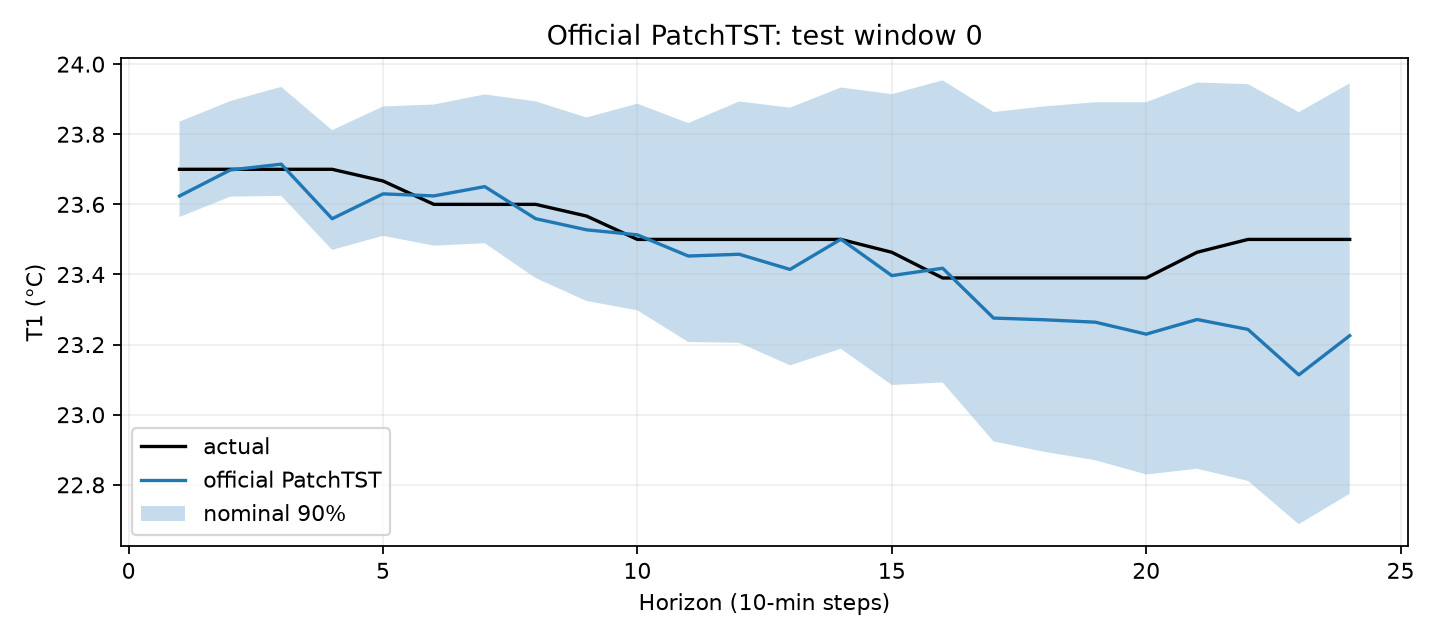 Official PatchTST: test window 0
24.0
23.8
23.6
23.4
23.2
23.0
22.8
T1 (°C)
actual
official PatchTST
nominal 90%
0 5 10 15 20 25
Horizon (10-min steps)